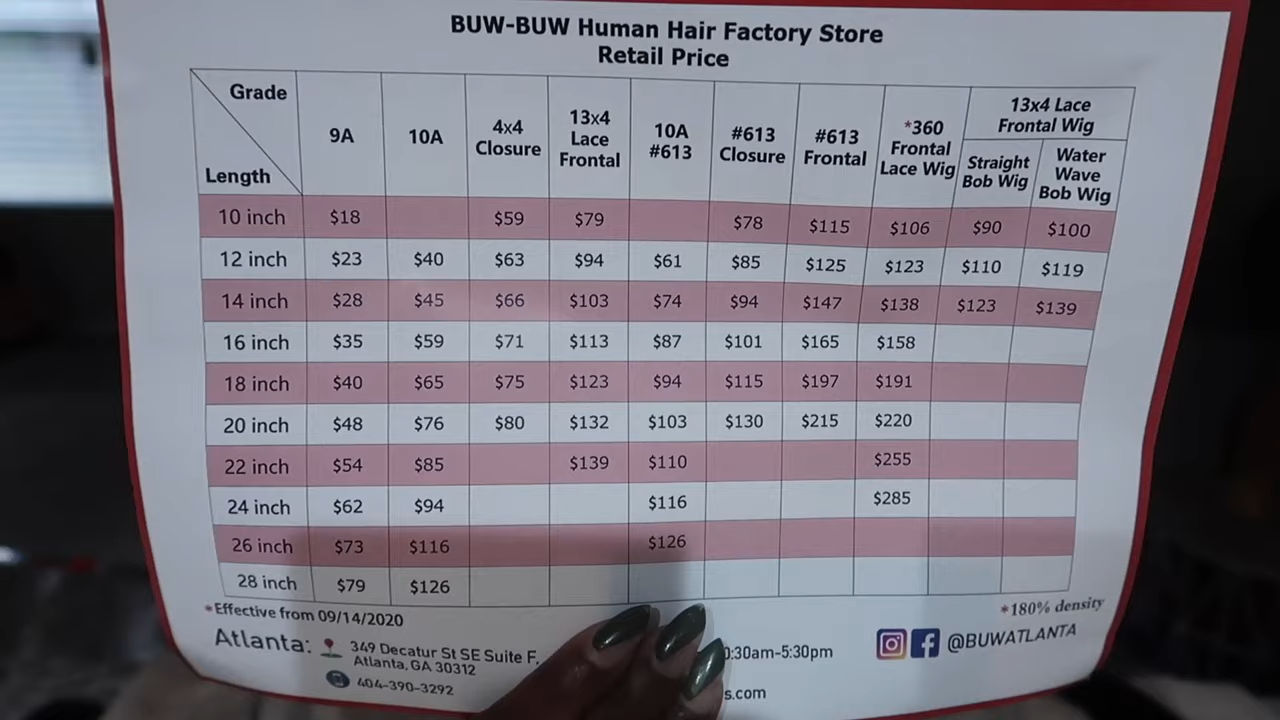 BUW-BUW Human Hair Factory Store
Retail Price
Grade
Length
9A
10A
4x4
Closure
13x4
Lace
Frontal
10A
#613
#613
Closure
#613
Frontal
*360
Frontal
Lace Wig
13x4 Lace
Frontal Wig
Straight
Bob Wig
Water
Wave
Bob Wig
10 inch $18 $59 $79 $78 $115 $106 $90 $100
12 inch $23 $40 $63 $94 $61 $85 $125 $123 $110 $119
14 inch $28 $45 $66 $103 $74 $94 $147 $138 $123 $139
16 inch $35 $59 $71 $113 $87 $101 $165 $158
18 inch $40 $65 $75 $123 $94 $115 $197 $191
20 inch $48 $76 $80 $132 $103 $130 $215 $220
22 inch $54 $85 $139 $110 $255
24 inch $62 $94 $116 $285
26 inch $73 $116 $126
28 inch $79 $126
*Effective from 09/14/2020
*180% density
Atlanta: 349 Decatur St SE Suite F,
Atlanta, GA 30312
404-390-3292
0:30am-5:30pm
s.com
@BUWATLANTA